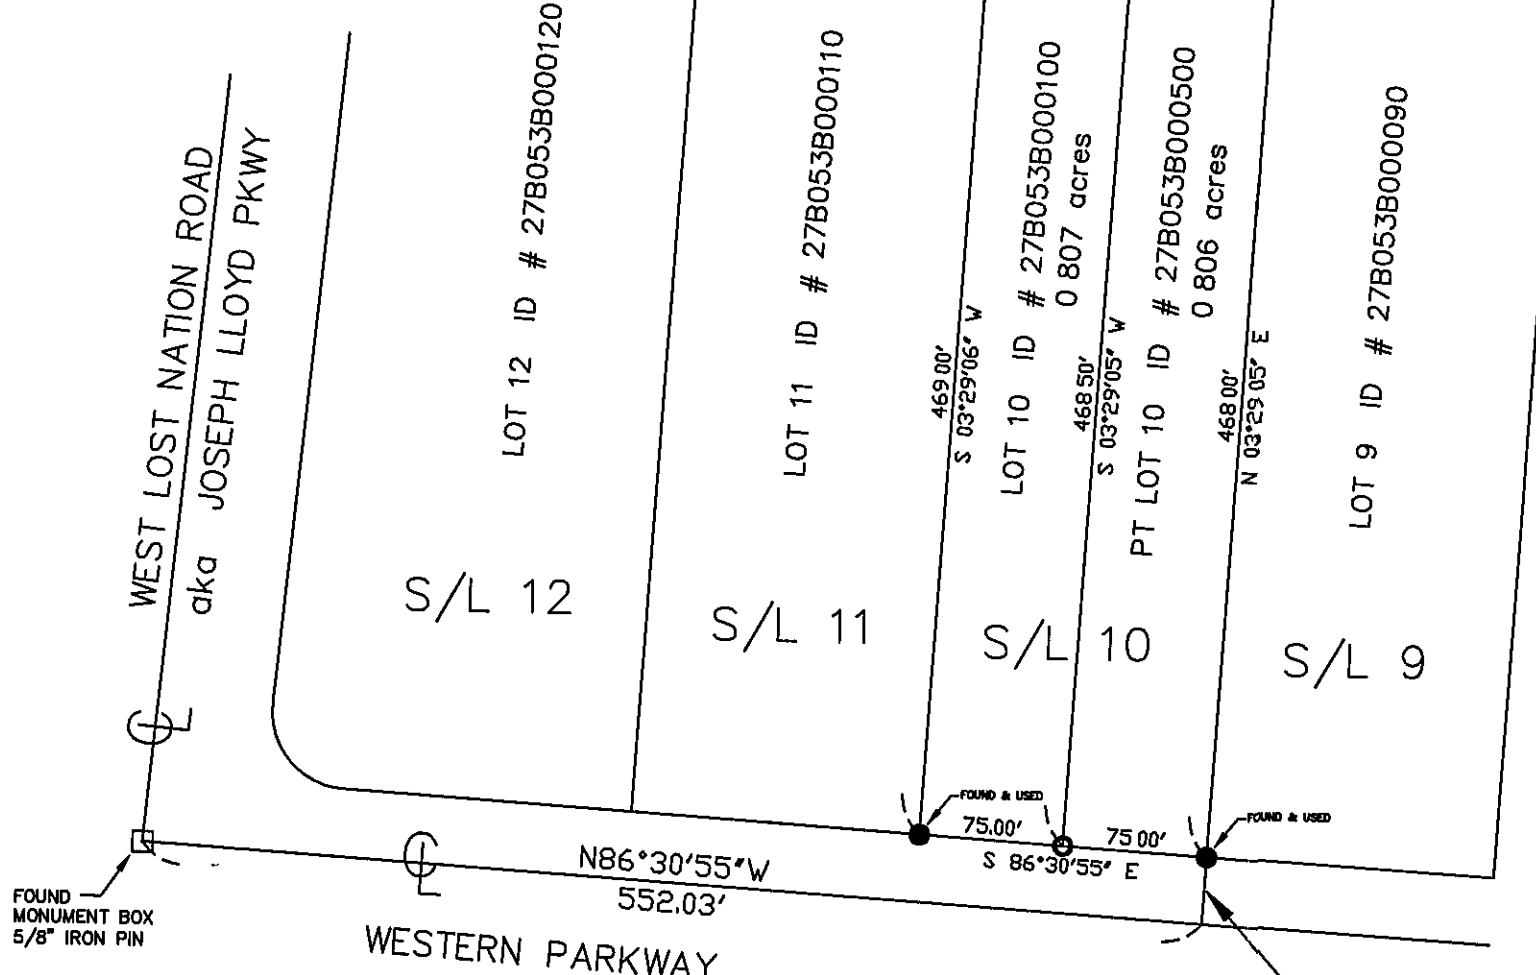 WEST LOST NATION ROAD
aka JOSEPH LLOYD PKWY
LOT 12 ID # 27B053B000120
S/L 12
LOT 11 ID # 27B053B000110
S/L 11
469 00'
S 03°29'06" W
LOT 10 ID # 27B053B000100
0 807 acres
468 50'
S 03°29'05" W
PT LOT 10 ID # 27B053B000500
0 806 acres
S/L 10
468 00'
N 03°29 05" E
LOT 9 ID # 27B053B000090
S/L 9
FOUND & USED
75.00'
75 00'
FOUND & USED
S 86°30'55" E
N86°30'55"W
552.03'
FOUND
MONUMENT BOX
5/8" IRON PIN
WESTERN PARKWAY